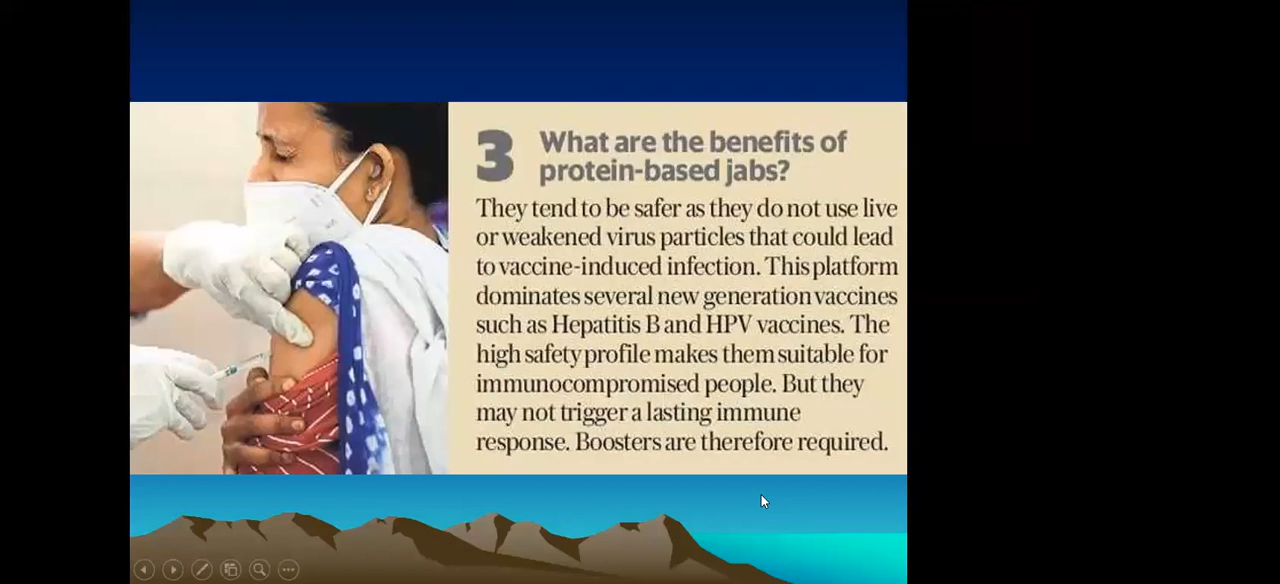 3 What are the benefits of
protein-based jabs?
They tend to be safer as they do not use live
or weakened virus particles that could lead
to vaccine-induced infection. This platform
dominates several new generation vaccines
such as Hepatitis B and HPV vaccines. The
high safety profile makes them suitable for
immunocompromised people. But they
may not trigger a lasting immune
response. Boosters are therefore required.